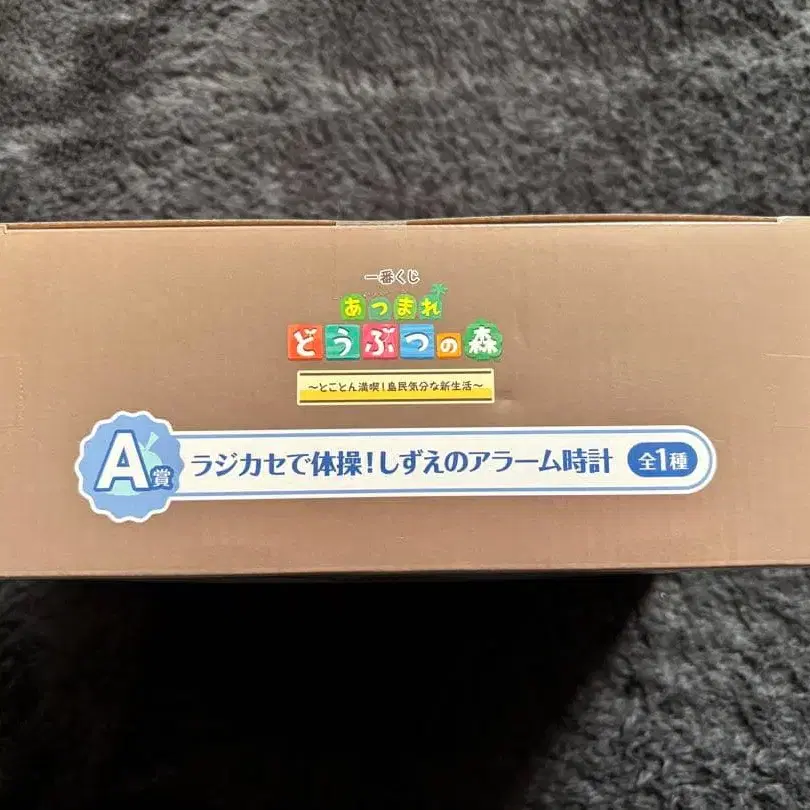 一番くじ
あつまれ
どうぶつの森
～とことん満喫!島民気分な新生活～
A賞 ラジカセで体操!しずえのアラーム時計 全1種